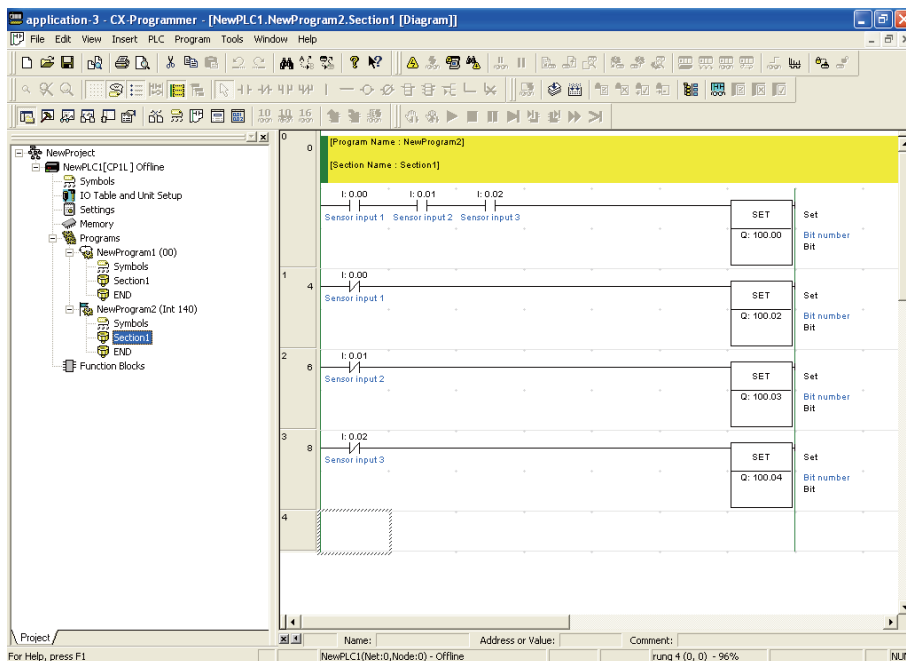 application-3 - CX-Programmer - [NewPLC1.NewProgram2.Section1 [Diagram]]
File Edit View Insert PLC Program Tools Window Help
10 10 16
NewProject
NewPLC1[CP1L] Offline
Symbols
IO Table and Unit Setup
Settings
Memory
Programs
NewProgram1 (00)
Symbols
Section1
END
NewProgram2 (Int 140)
Symbols
Section1
END
Function Blocks
Project
0
0
[Program Name : NewProgram2]
[Section Name : Section1]
I: 0.00 I: 0.01 I: 0.02
Sensor input 1 Sensor input 2 Sensor input 3
SET Set
Q: 100.00 Bit number
Bit
1
4
I: 0.00
Sensor input 1
SET Set
Q: 100.02 Bit number
Bit
2
6
I: 0.01
Sensor input 2
SET Set
Q: 100.03 Bit number
Bit
3
8
I: 0.02
Sensor input 3
SET Set
Q: 100.04 Bit number
Bit
4
Name: Address or Value: Comment:
For Help, press F1 NewPLC1(Net:0,Node:0) - Offline rung 4 (0, 0) - 96%